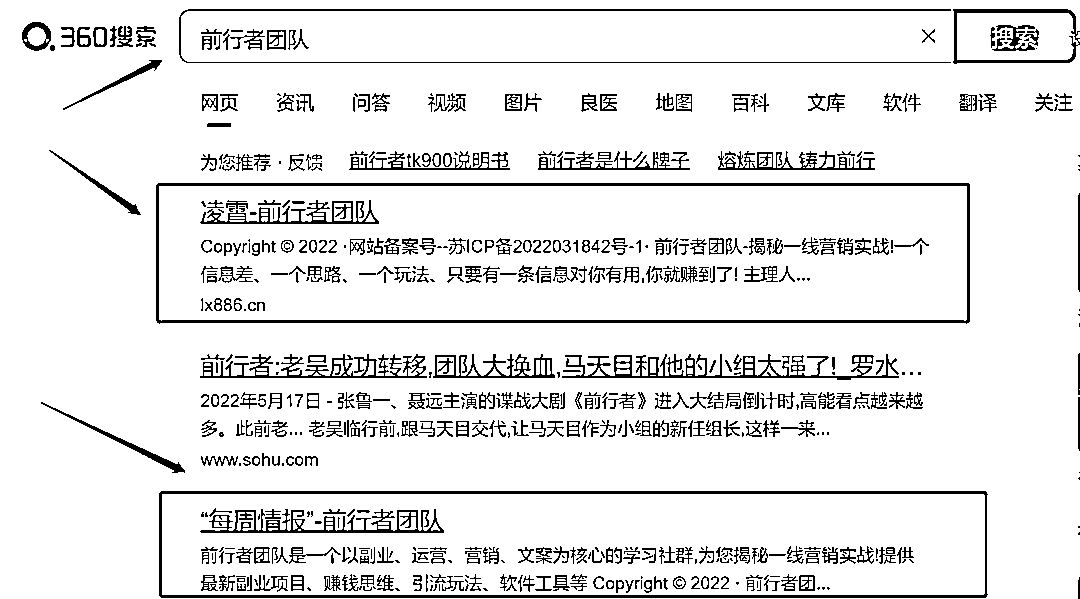 360搜索
前行者团队 × 搜索
网页 资讯 问答 视频 图片 良医 地图 百科 文库 软件 翻译 关注
为您推荐·反馈 前行者tk900说明书 前行者是什么牌子 熔炼团队 铸力前行
凌霄-前行者团队
Copyright © 2022 ·网站备案号--苏ICP备2022031842号-1· 前行者团队-揭秘一线营销实战!一个
信息差、一个思路、一个玩法、只要有一条信息对你有用,你就赚到了! 主理人...
lx886.cn
前行者:老吴成功转移,团队大换血,马天目和他的小组太强了!_罗水...
2022年5月17日 - 张鲁一、聂远主演的谍战大剧《前行者》进入大结局倒计时,高能看点越来越
多。此前老... 老吴临行前,跟马天目交代,让马天目作为小组的新任组长,这样一来...
www.sohu.com
“每周情报”-前行者团队
前行者团队是一个以副业、运营、营销、文案为核心的学习社群,为您揭秘一线营销实战!提供
最新副业项目、赚钱思维、引流玩法、软件工具等 Copyright © 2022 · 前行者团...